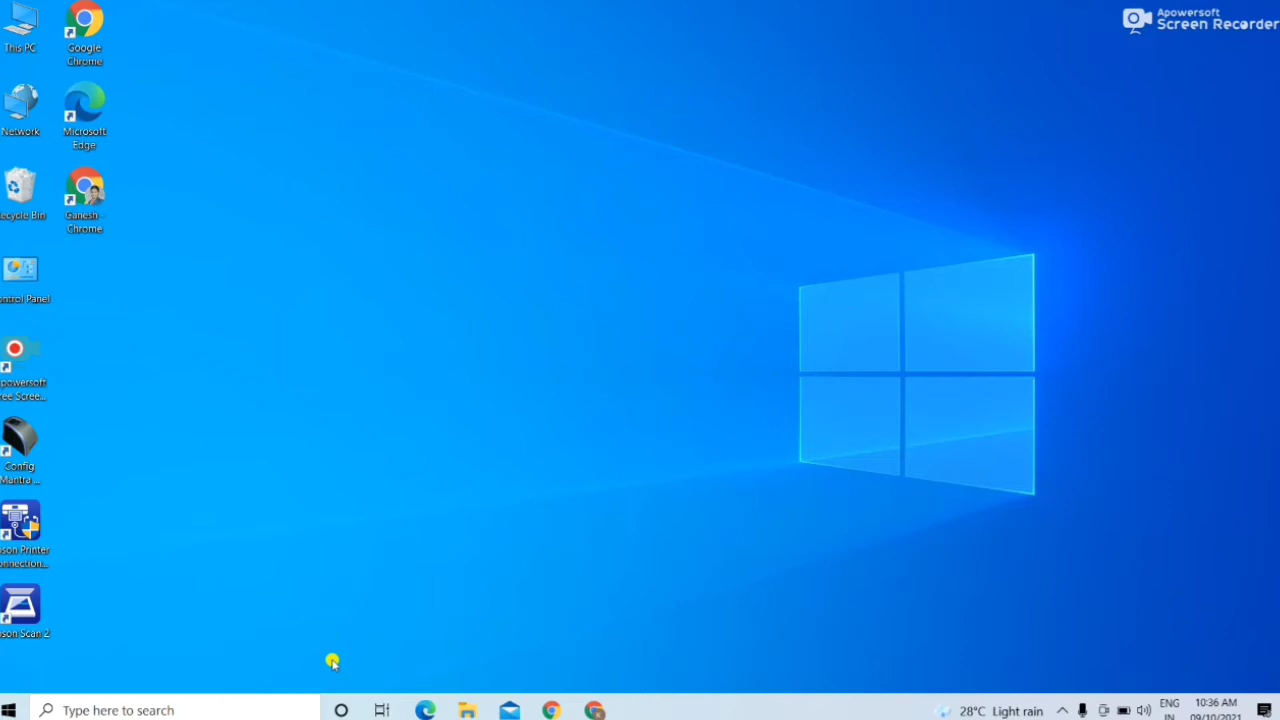 Apowersoft
Screen Recorder
This PC
Google
Chrome
Network
Microsoft
Edge
ecycle Bin
Ganesh -
Chrome
ontrol Panel
powersoft
ree Scree...
Config
Mantra ...
son Printer
onnection...
son Scan 2
Type here to search
28°C Light rain
ENG
IN
10:36 AM
09/10/2021